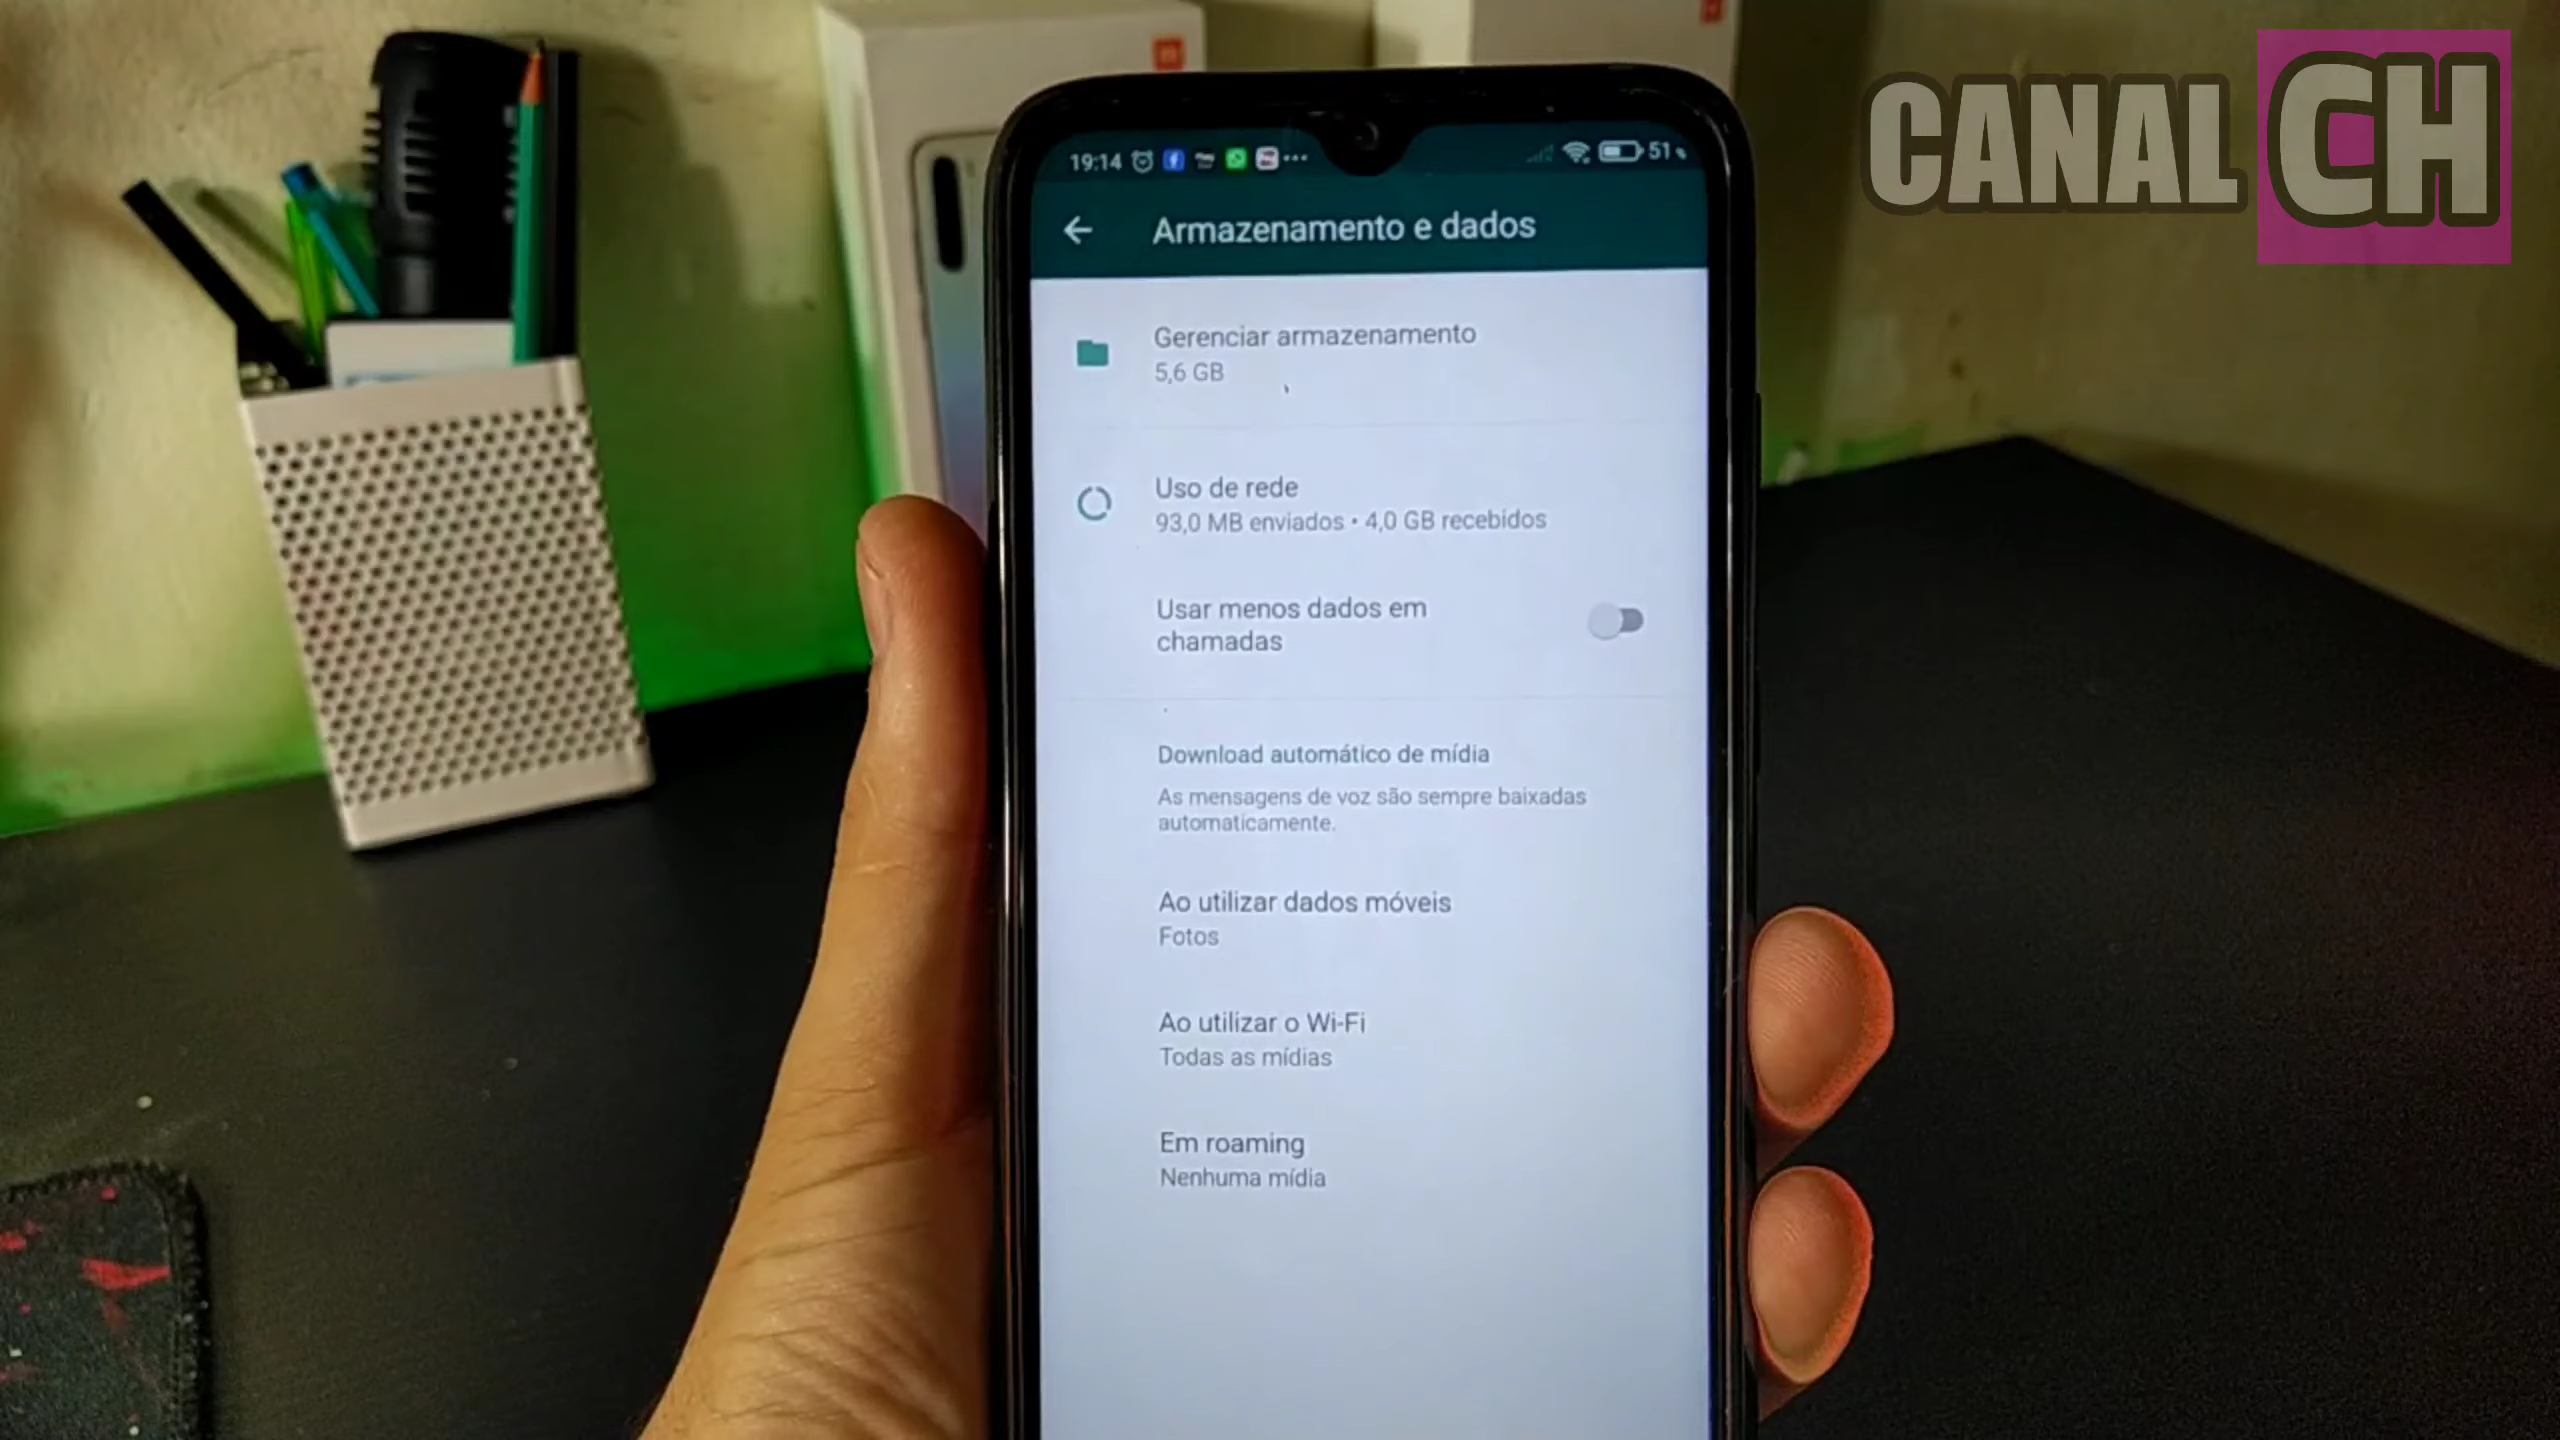 CANAL CH
19:14
51
Armazenamento e dados
Gerenciar armazenamento
5,6 GB
Uso de rede
93,0 MB enviados • 4,0 GB recebidos
Usar menos dados em
chamadas
Download automático de mídia
As mensagens de voz são sempre baixadas
automaticamente.
Ao utilizar dados móveis
Fotos
Ao utilizar o Wi-Fi
Todas as mídias
Em roaming
Nenhuma mídia